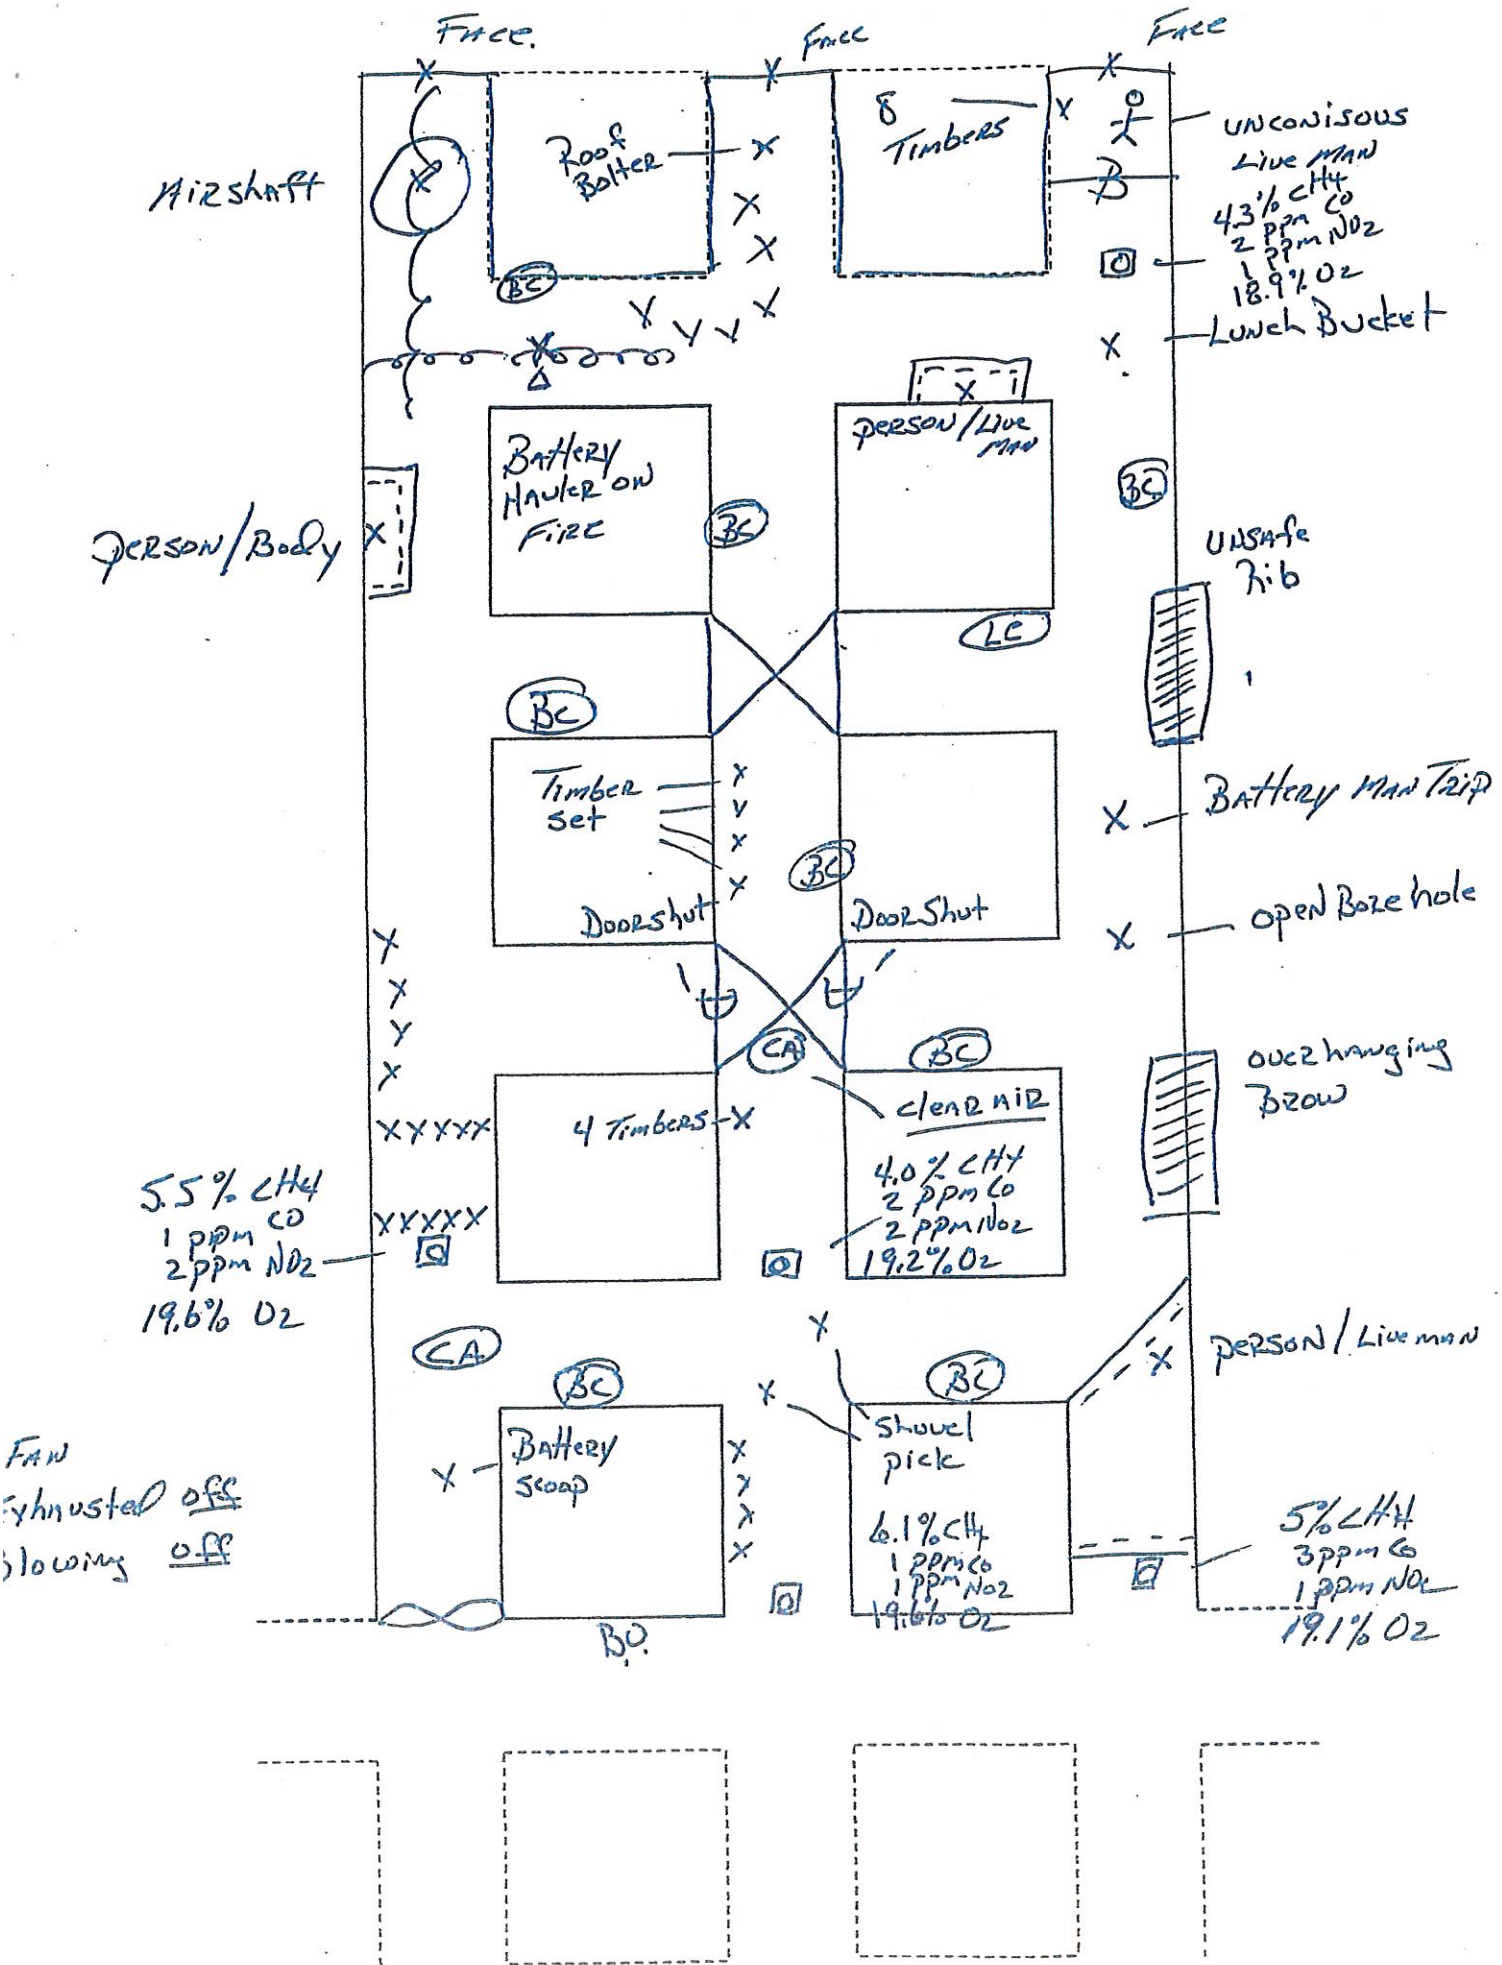 FACE.
FACE
FACE
Airshaft
Roof
Bolter
8
Timbers
UNCONISOUS
Live MAN
4.3% CH4
2 ppm CO
1 ppm NO2
18.9% O2
B
BC
Lunch Bucket
Battery
Hauler ON
Fire
person/Live
MAN
BC
BC
person/Body
UNSAfe
Rib
LC
BC
Timber
set
Battery MAN Trip
BC
Door shut
Door Shut
OPEN Borehole
CA
BC
overhanging
Brow
4 Timbers
Clear AIR
4.0% CH4
2 ppm Co
2 ppm NO2
19.2% O2
5.5% CH4
1 ppm CO
2 ppm NO2
19.6% O2
CA
BC
BC
person/Live man
FAN
Exhausted off
Blowing off
Battery
scoop
Shovel
pick
6.1% CH4
1 ppm Co
1 ppm NO2
19.6% O2
5% CH4
3 ppm Co
1 ppm NO2
19.1% O2